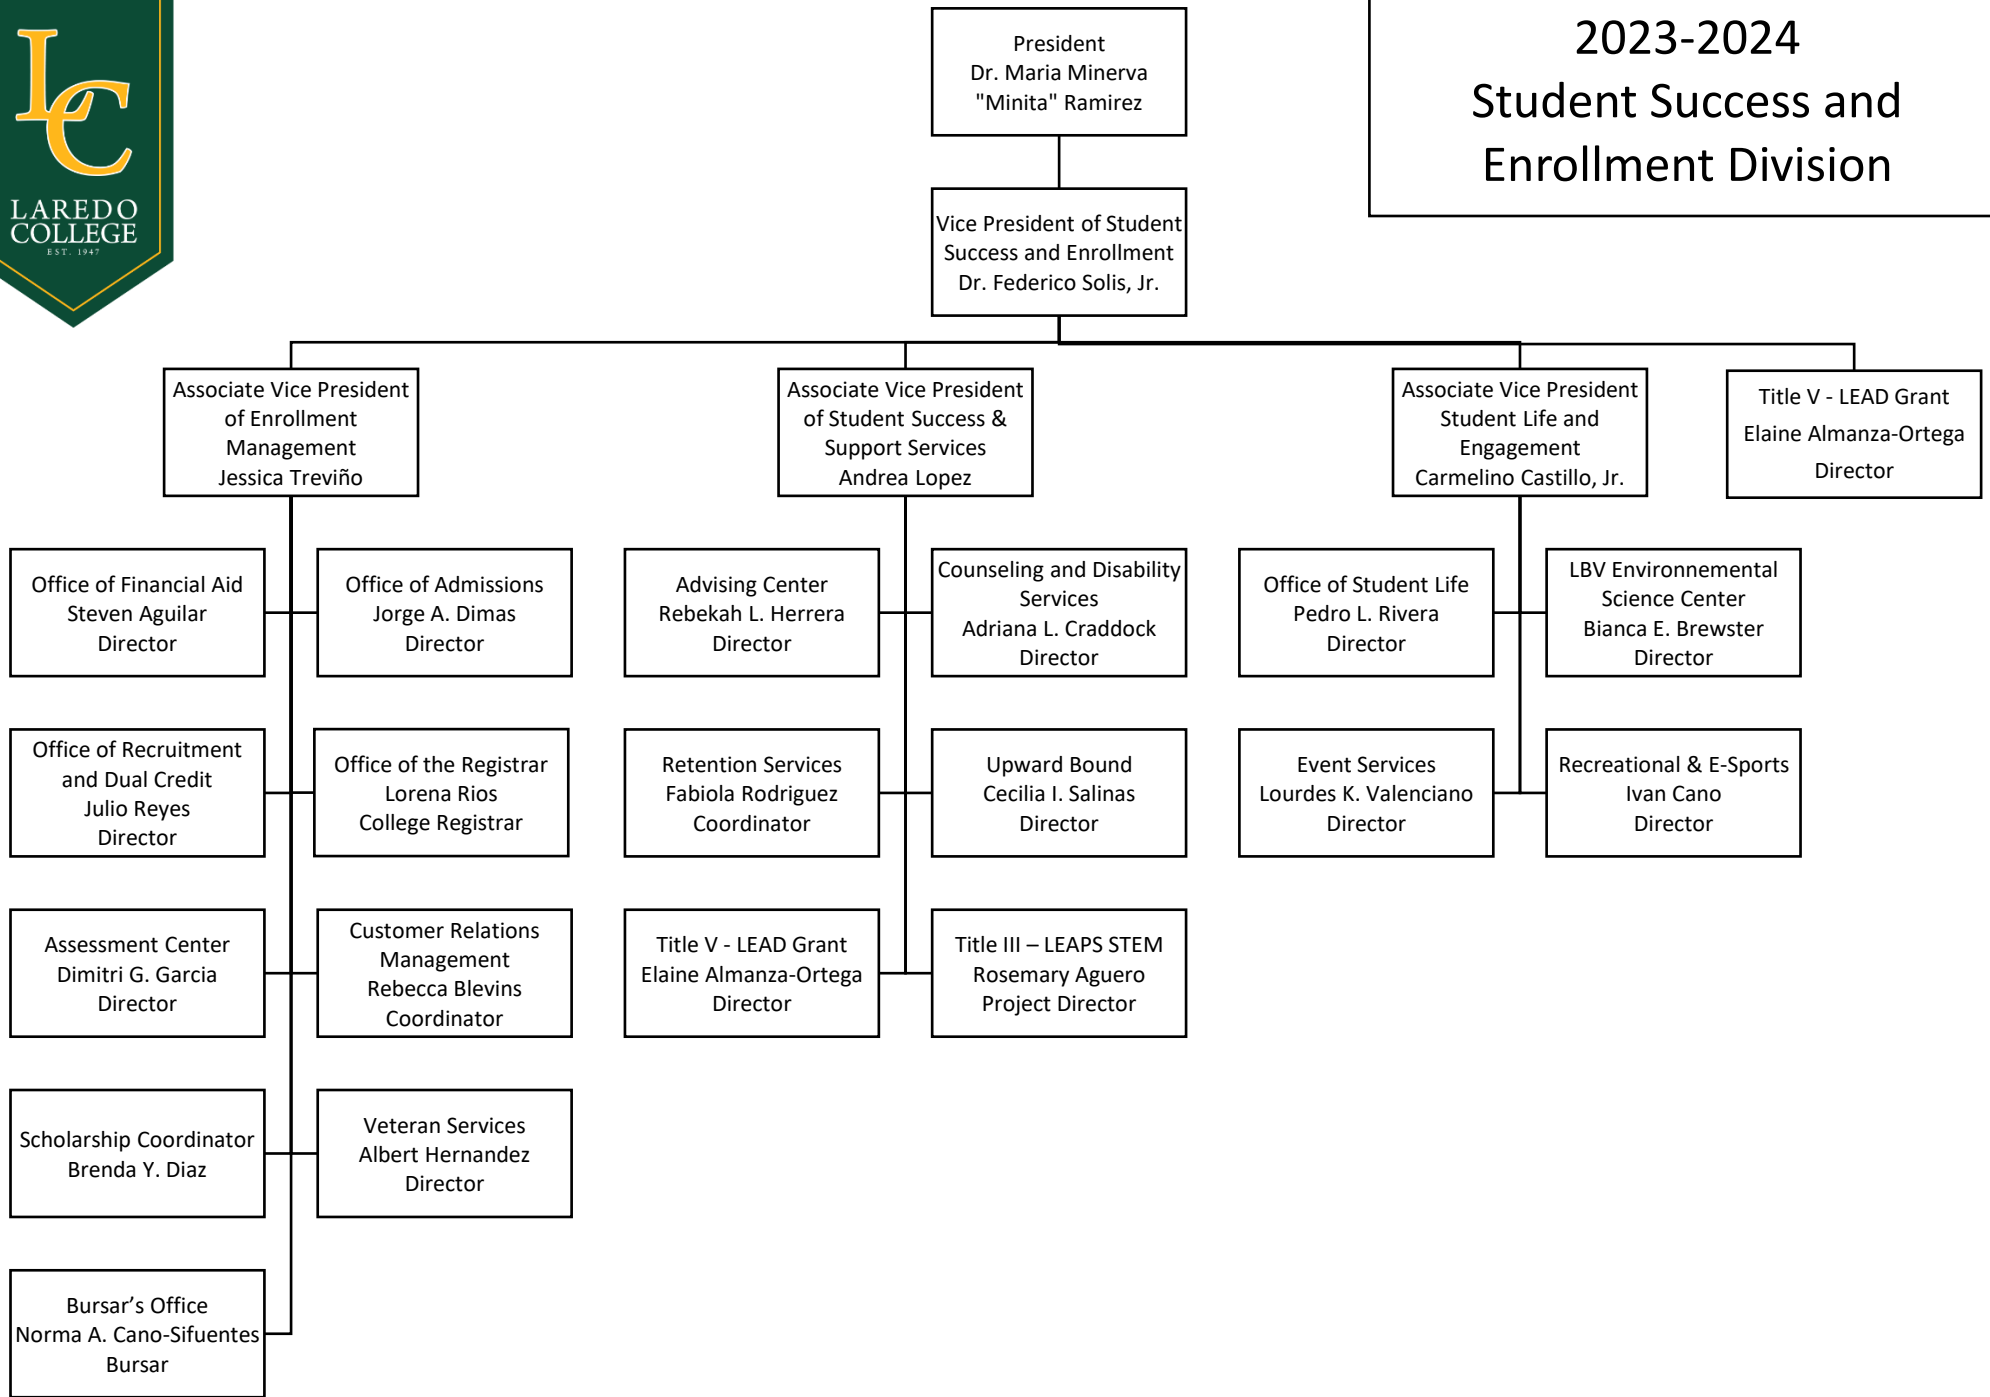 LC
LAREDO
COLLEGE
EST. 1947
President
Dr. Maria Minerva
"Minita" Ramirez
2023-2024
Student Success and
Enrollment Division
Vice President of Student
Success and Enrollment
Dr. Federico Solis, Jr.
Associate Vice President
of Enrollment
Management
Jessica Treviño
Associate Vice President
of Student Success &
Support Services
Andrea Lopez
Associate Vice President
Student Life and
Engagement
Carmelino Castillo, Jr.
Title V - LEAD Grant
Elaine Almanza-Ortega
Director
Office of Financial Aid
Steven Aguilar
Director
Office of Admissions
Jorge A. Dimas
Director
Advising Center
Rebekah L. Herrera
Director
Counseling and Disability
Services
Adriana L. Craddock
Director
Office of Student Life
Pedro L. Rivera
Director
LBV Environnemental
Science Center
Bianca E. Brewster
Director
Office of Recruitment
and Dual Credit
Julio Reyes
Director
Office of the Registrar
Lorena Rios
College Registrar
Retention Services
Fabiola Rodriguez
Coordinator
Upward Bound
Cecilia I. Salinas
Director
Event Services
Lourdes K. Valenciano
Director
Recreational & E-Sports
Ivan Cano
Director
Assessment Center
Dimitri G. Garcia
Director
Customer Relations
Management
Rebecca Blevins
Coordinator
Title V - LEAD Grant
Elaine Almanza-Ortega
Director
Title III – LEAPS STEM
Rosemary Aguero
Project Director
Scholarship Coordinator
Brenda Y. Diaz
Veteran Services
Albert Hernandez
Director
Bursar’s Office
Norma A. Cano-Sifuentes
Bursar